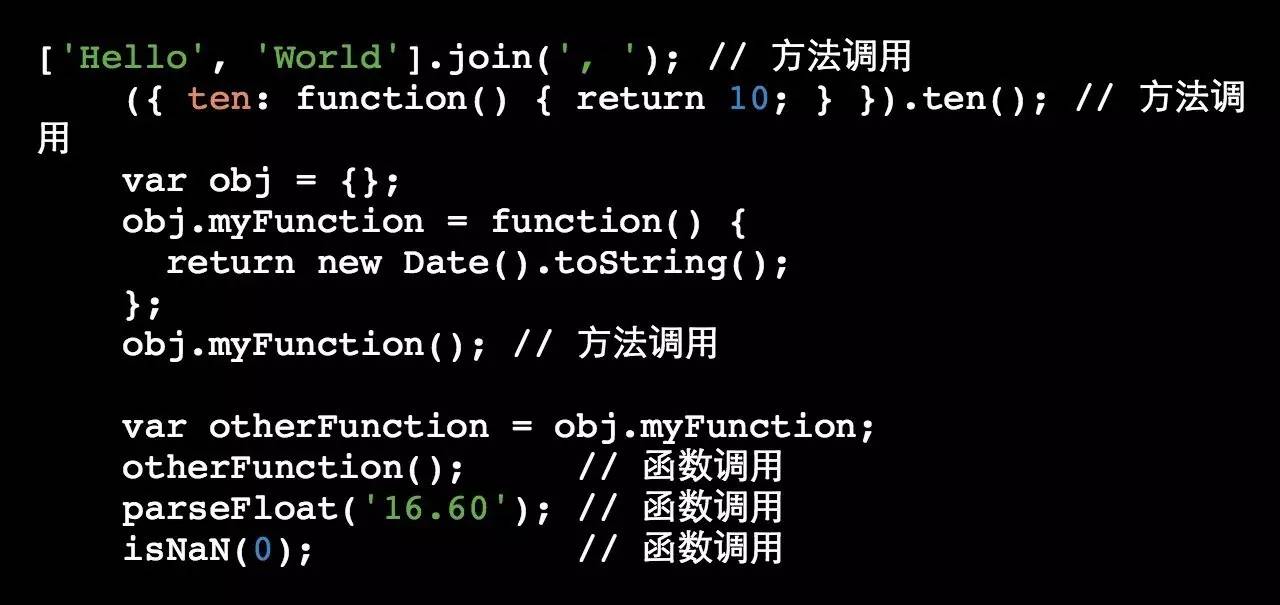 ['Hello', 'World'].join(', '); // 方法调用
({ ten: function() { return 10; } }).ten(); // 方法调
用
var obj = {};
obj.myFunction = function() {
return new Date().toString();
};
obj.myFunction(); // 方法调用
var otherFunction = obj.myFunction;
otherFunction(); // 函数调用
parseFloat('16.60'); // 函数调用
isNaN(0); // 函数调用